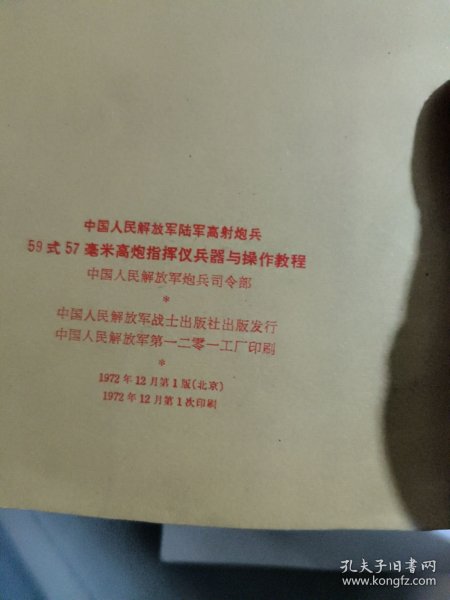 中国人民解放军陆军高射炮兵
59式57毫米高炮指挥仪兵器与操作教程
中国人民解放军炮兵司令部
*
中国人民解放军战士出版社出版发行
中国人民解放军第一二零一工厂印刷
*
1972年12月第1版(北京)
1972年12月第1次印刷
孔夫子旧书网
www.kongfz.com